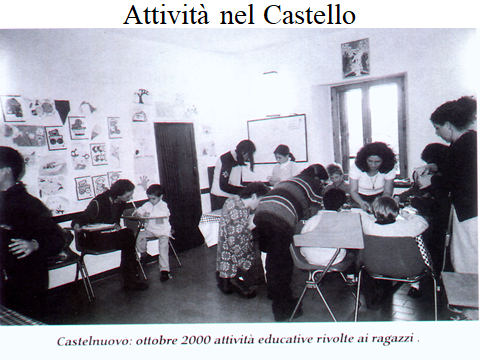 Attività nel Castello
Castelnuovo: ottobre 2000 attività educative rivolte ai ragazzi .